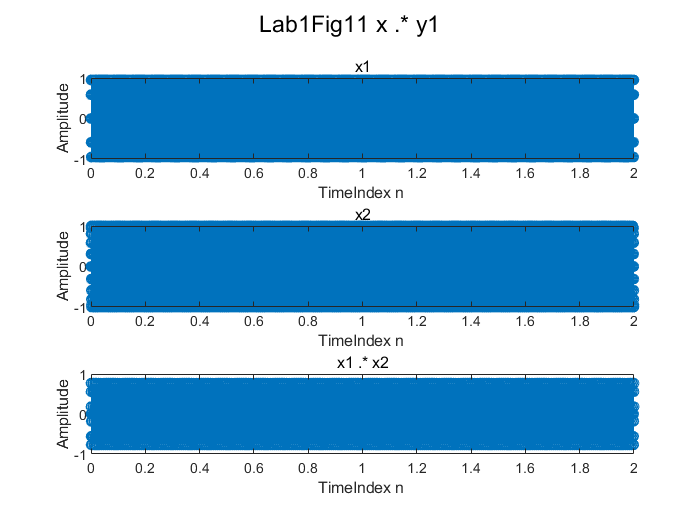 Lab1Fig11 x .* y1
x1
1
0
-1
Amplitude
0 0.2 0.4 0.6 0.8 1 1.2 1.4 1.6 1.8 2
TimeIndex n
x2
1
0
-1
Amplitude
0 0.2 0.4 0.6 0.8 1 1.2 1.4 1.6 1.8 2
TimeIndex n
x1 .* x2
1
0
-1
Amplitude
0 0.2 0.4 0.6 0.8 1 1.2 1.4 1.6 1.8 2
TimeIndex n